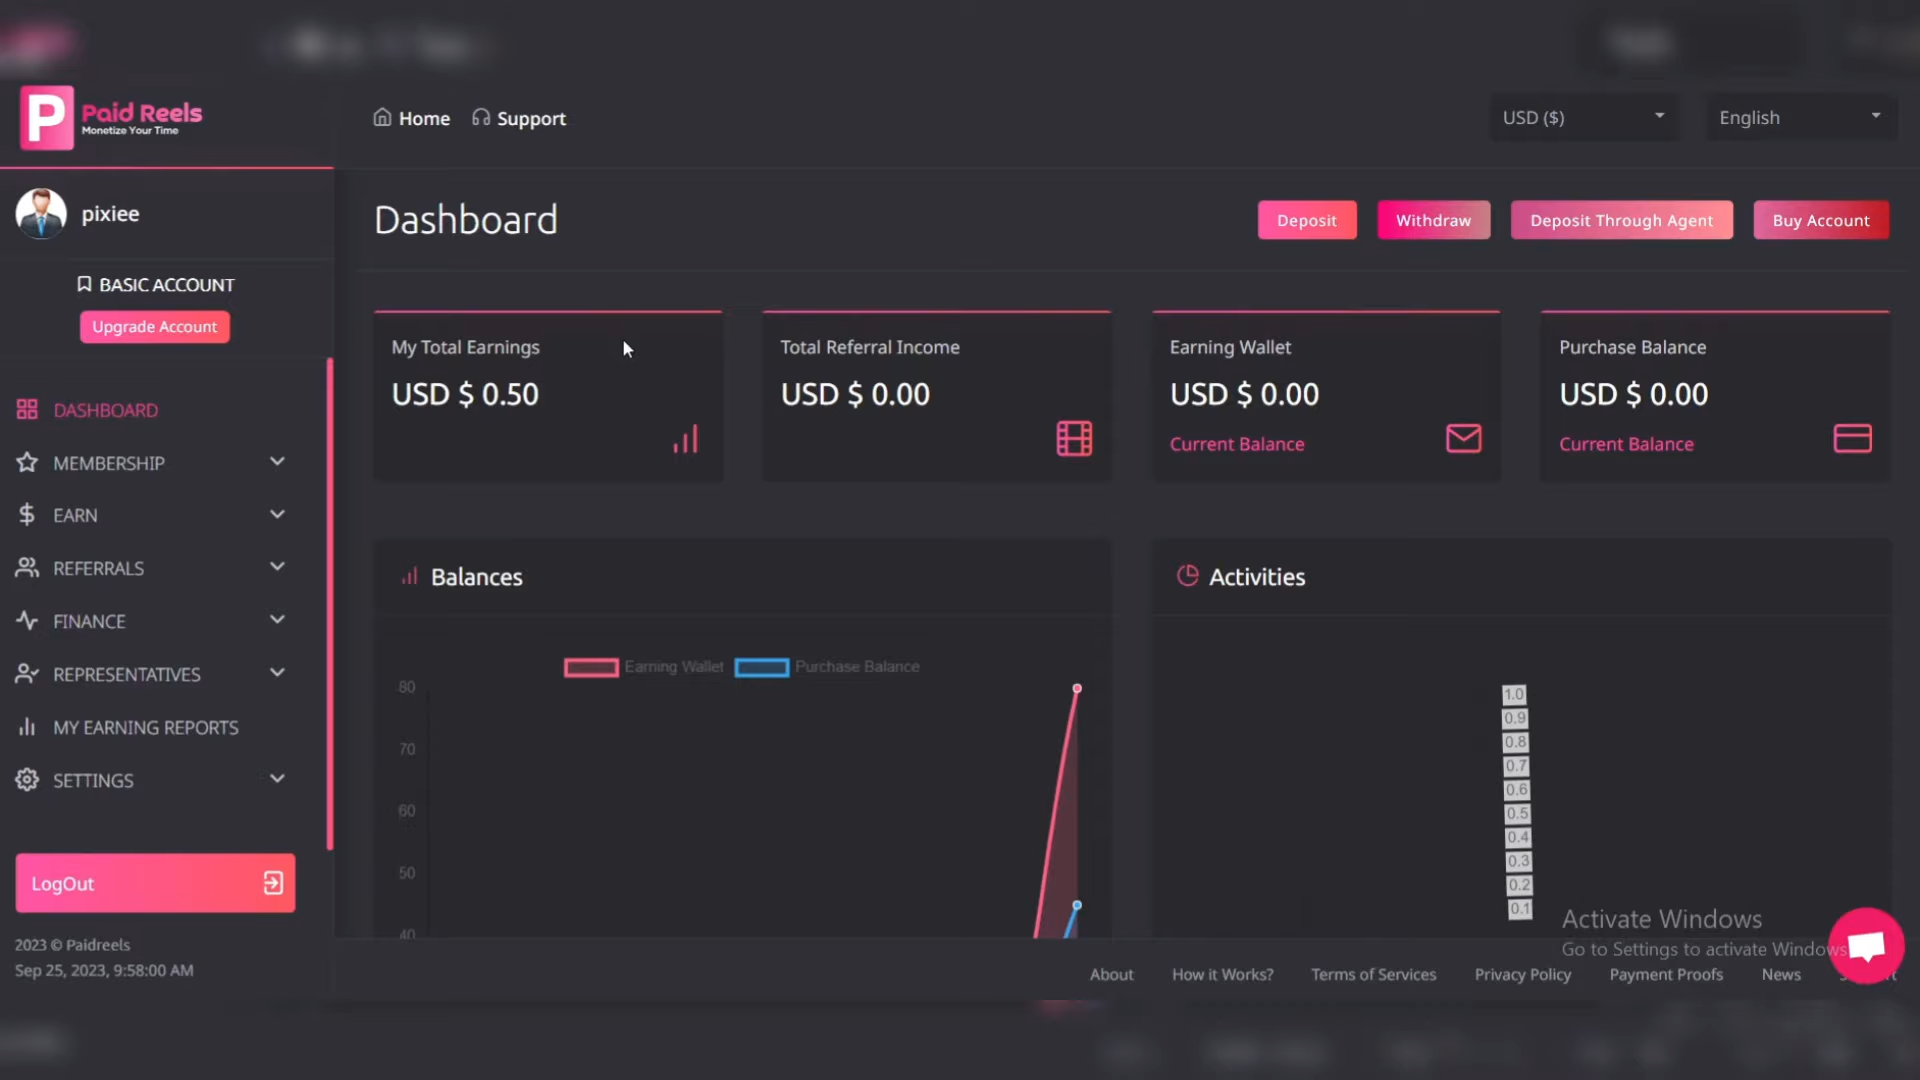 P Paid Reels
Monetize Your Time
Home Support
USD ($) English
pixiee
BASIC ACCOUNT
Upgrade Account
DASHBOARD
MEMBERSHIP
EARN
REFERRALS
FINANCE
REPRESENTATIVES
MY EARNING REPORTS
SETTINGS
LogOut
2023 © Paidreels
Sep 25, 2023, 9:58:00 AM
Dashboard
Deposit Withdraw Deposit Through Agent Buy Account
My Total Earnings
USD $ 0.50
Total Referral Income
USD $ 0.00
Earning Wallet
USD $ 0.00
Current Balance
Purchase Balance
USD $ 0.00
Current Balance
Balances
Earning Wallet Purchase Balance
80
70
60
50
40
Activities
1.0
0.9
0.8
0.7
0.6
0.5
0.4
0.3
0.2
0.1
Activate Windows
Go to Settings to activate Windows
About How it Works? Terms of Services Privacy Policy Payment Proofs News